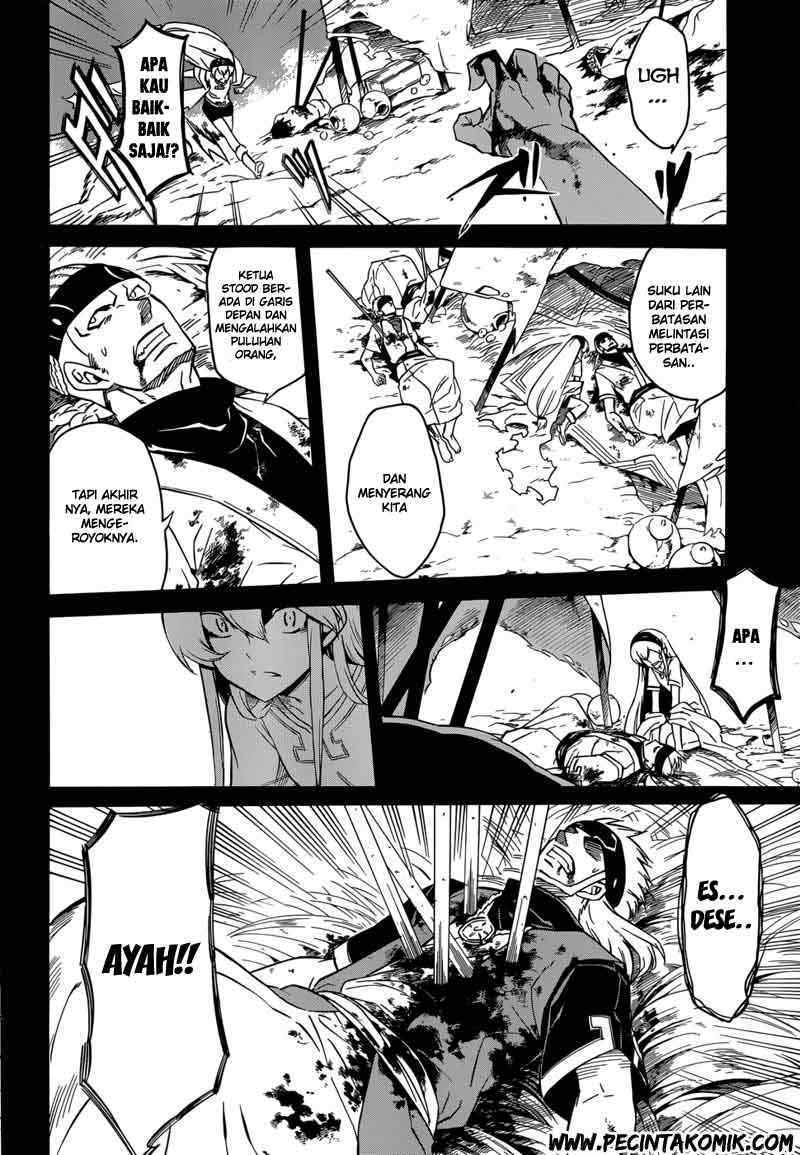 UGH
...
APA
KAU
BAIK-
BAIK
SAJA!?
SUKU LAIN
DARI PER-
BATASAN
MELINTASI
PERBATA-
SAN..
DAN
MENYERANG
KITA
KETUA
STOOD BER-
ADA DI GARIS
DEPAN DAN
MENGALAHKAN
PULUHAN
ORANG,
TAPI AKHIR
NYA, MEREKA
MENGE-
ROYOKNYA.
APA
...
ES...
DESE..
AYAH!!
WWW.PECINTAKOMIK.COM